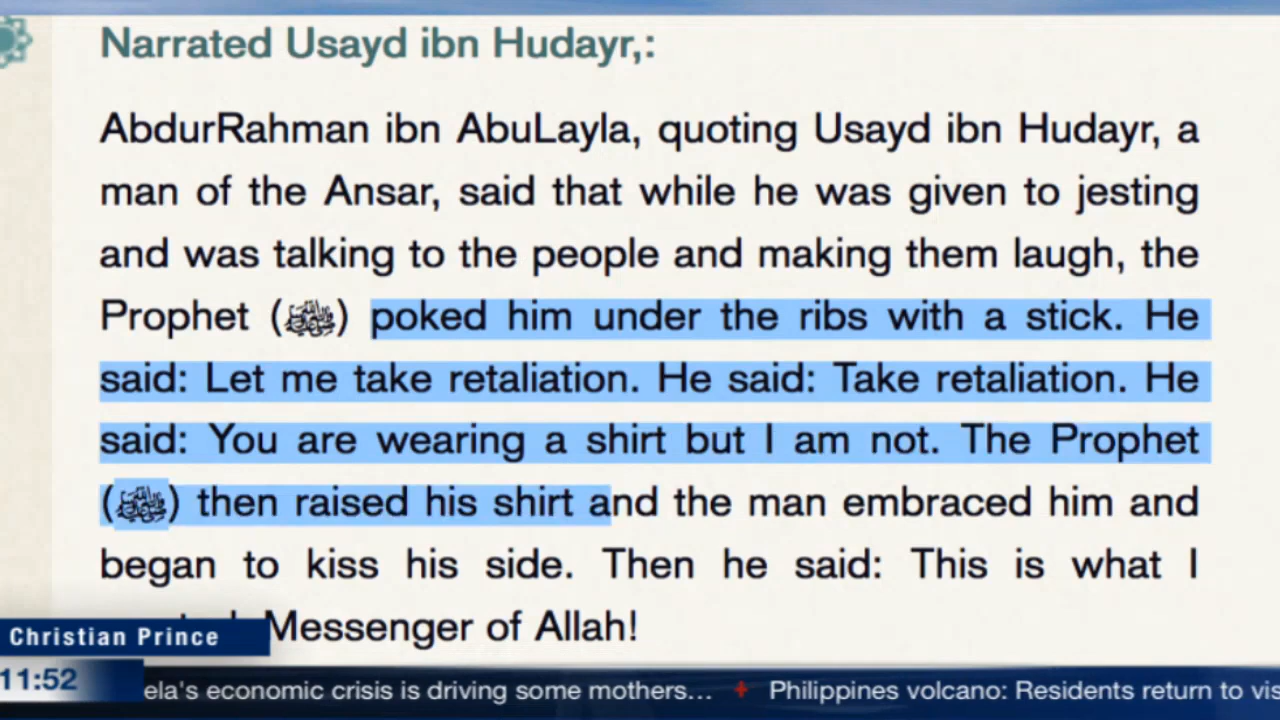 Narrated Usayd ibn Hudayr,:
AbdurRahman ibn AbuLayla, quoting Usayd ibn Hudayr, a
man of the Ansar, said that while he was given to jesting
and was talking to the people and making them laugh, the
Prophet (ﷺ) poked him under the ribs with a stick. He
said: Let me take retaliation. He said: Take retaliation. He
said: You are wearing a shirt but I am not. The Prophet
(ﷺ) then raised his shirt and the man embraced him and
began to kiss his side. Then he said: This is what I
Messenger of Allah!
Christian Prince
11:52
ela's economic crisis is driving some mothers... Philippines volcano: Residents return to vis